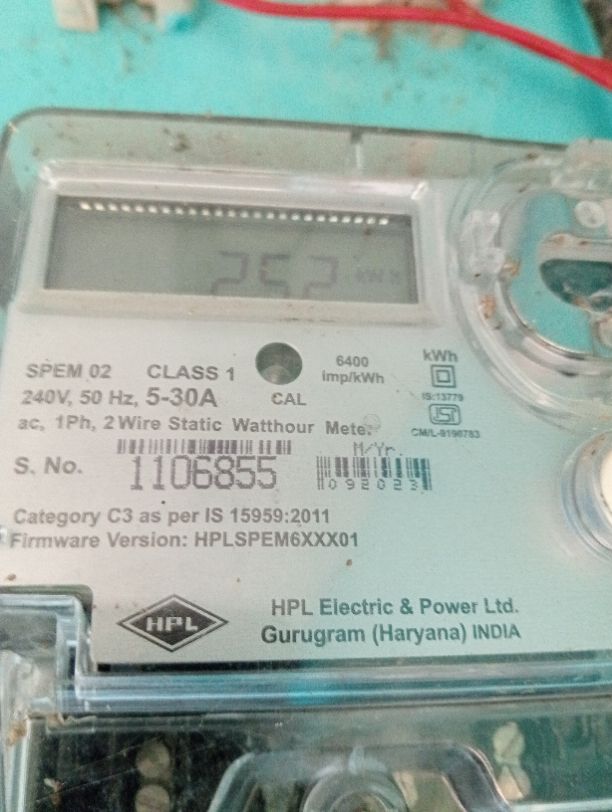 252 kWh
SPEM 02 CLASS 1
6400 imp/kWh
kWh
240V, 50 Hz, 5-30A
CAL
IS:13779
ISI
ac, 1Ph, 2 Wire Static Watthour Meter
CM/L-9196783
S. No. 1106855
M/Yr.
092023
Category C3 as per IS 15959:2011
Firmware Version: HPLSPEM6XXX01
HPL
HPL Electric & Power Ltd.
Gurugram (Haryana) INDIA